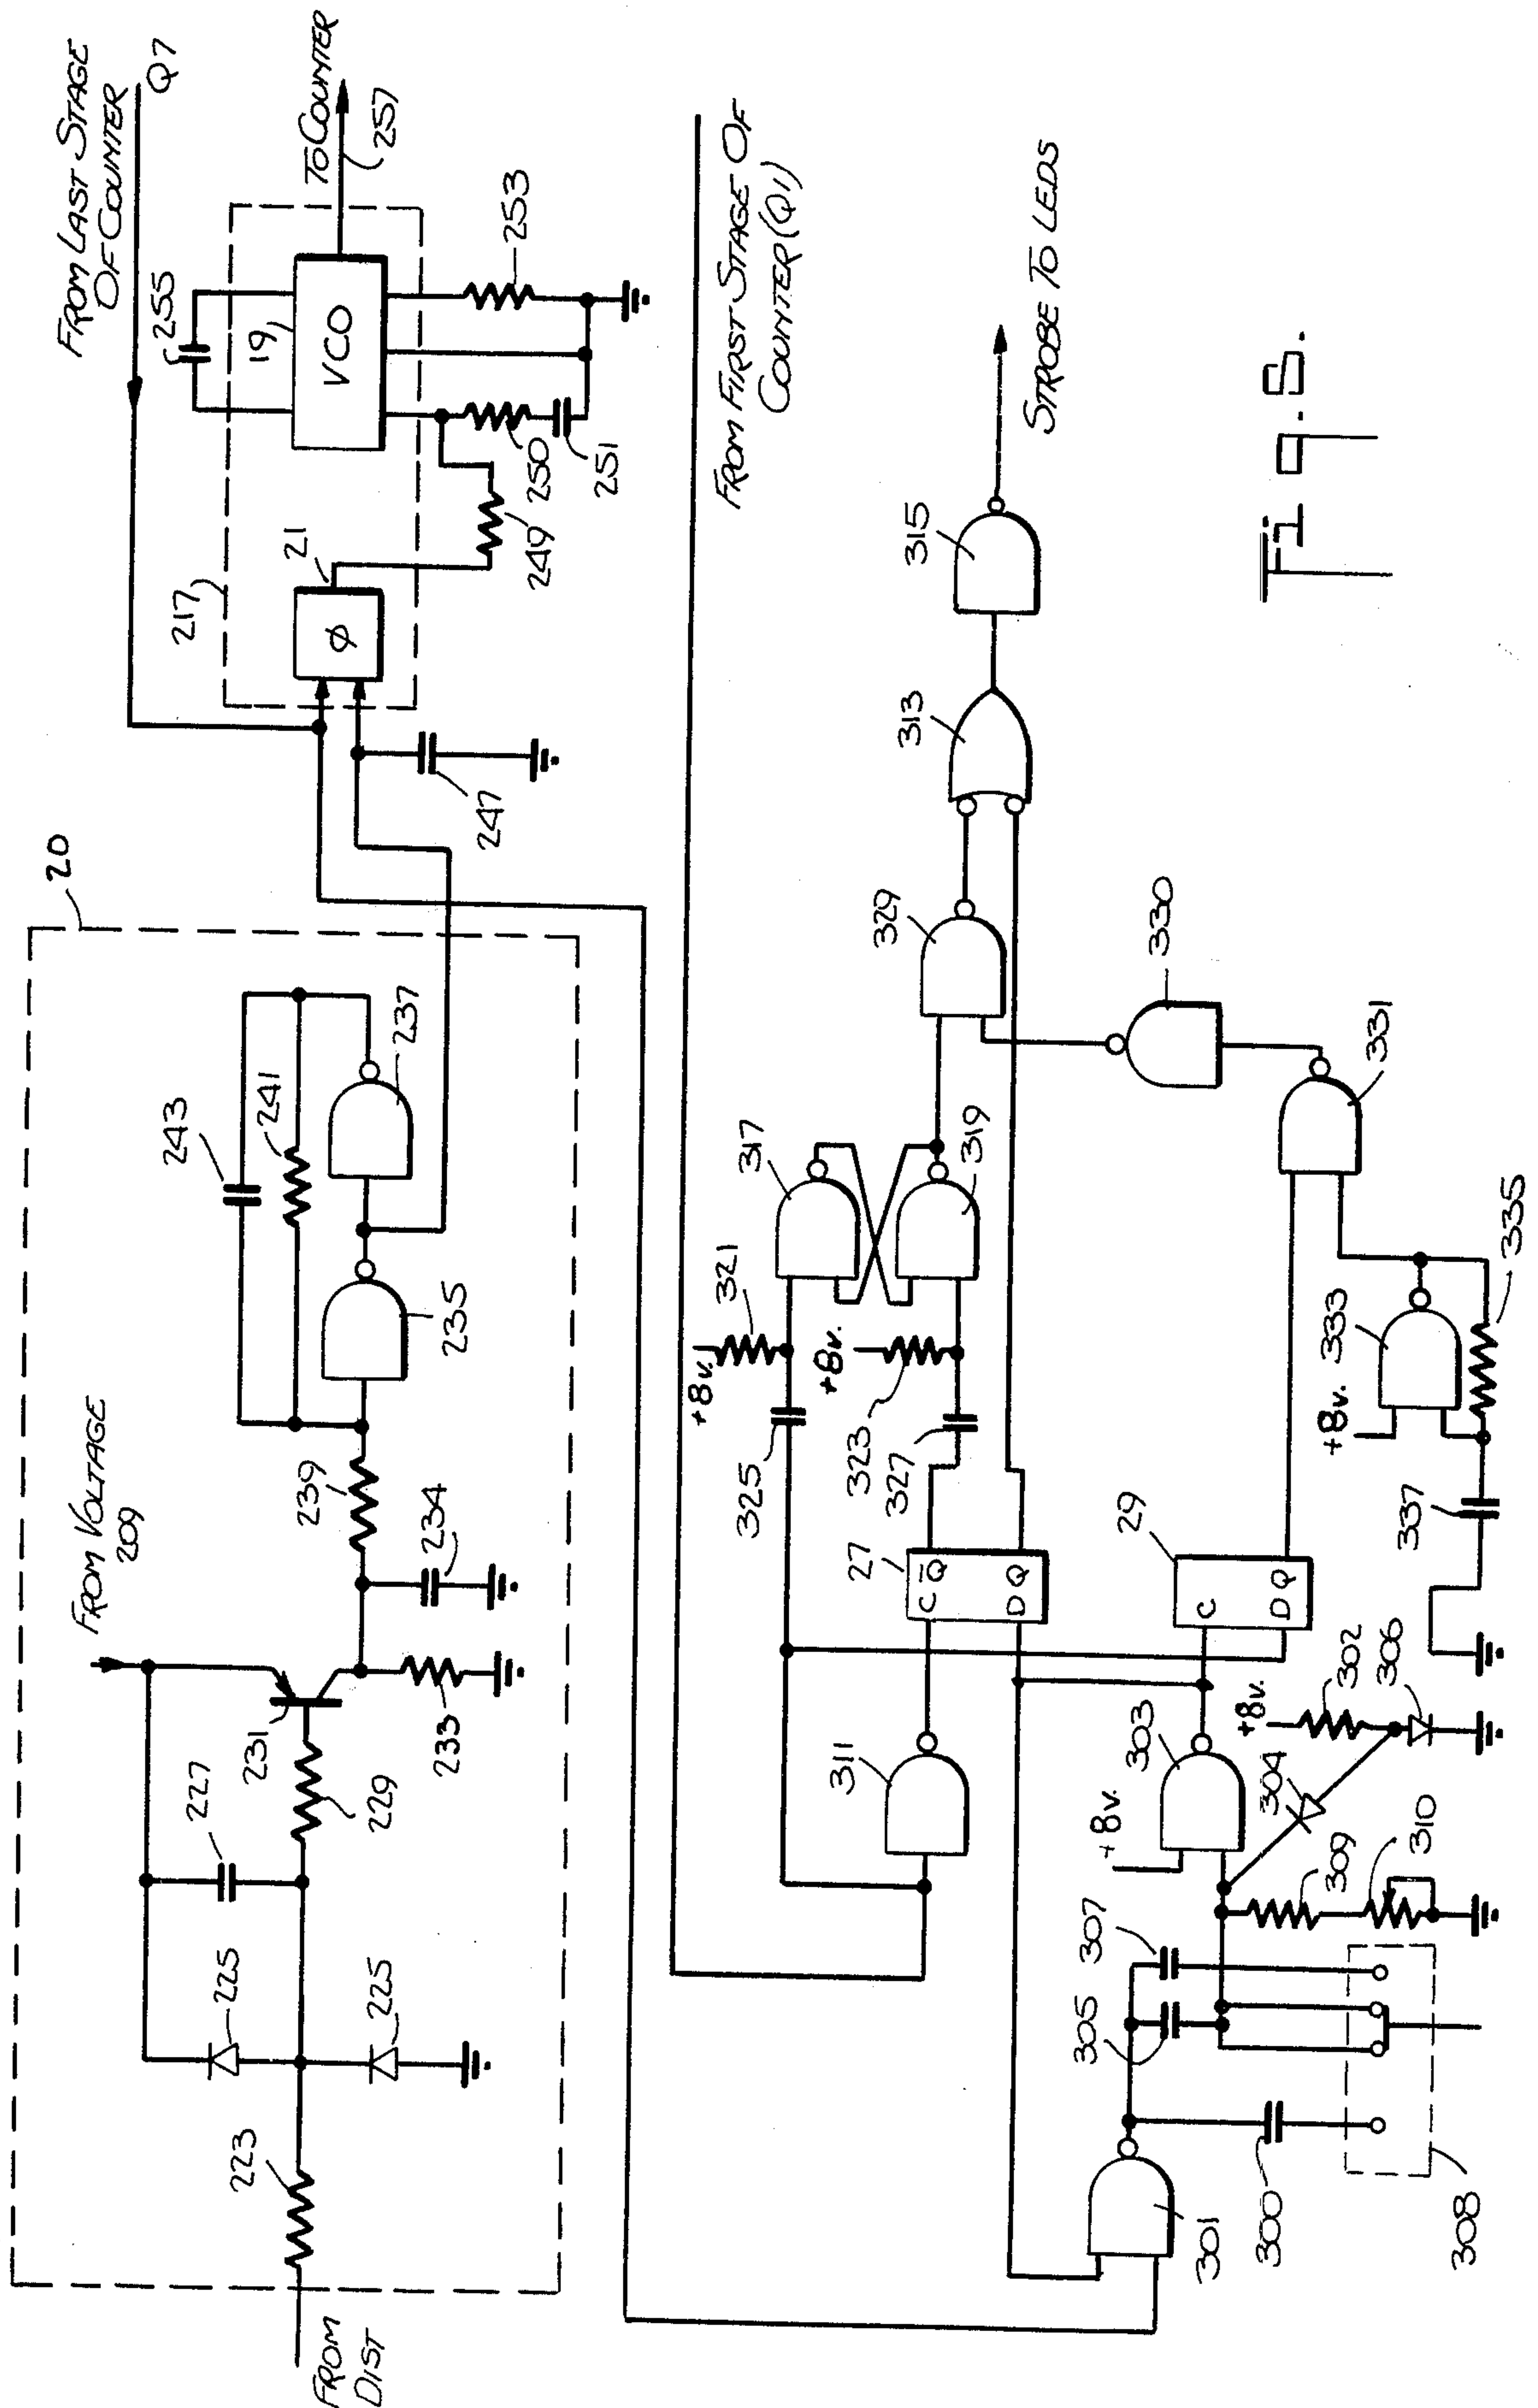 FROM LAST STAGE
OF COUNTER
Q7
255
19
VCO
TO COUNTER
257
253
250
251
249
217
21
Φ
247
20
FROM VOLTAGE
209
243
241
237
235
239
234
231
233
227
229
225
225
223
FROM
DIST
FROM FIRST STAGE OF
COUNTER (Q1)
STROBE TO LEDS
315
313
329
330
331
317
319
321
+8v.
+8v.
323
325
327
27
C Q̅
D Q
29
C
D Q
333
+8v.
335
337
311
303
+8v.
+8v.
302
304
306
309
310
307
305
300
308
301
Fig. 5.